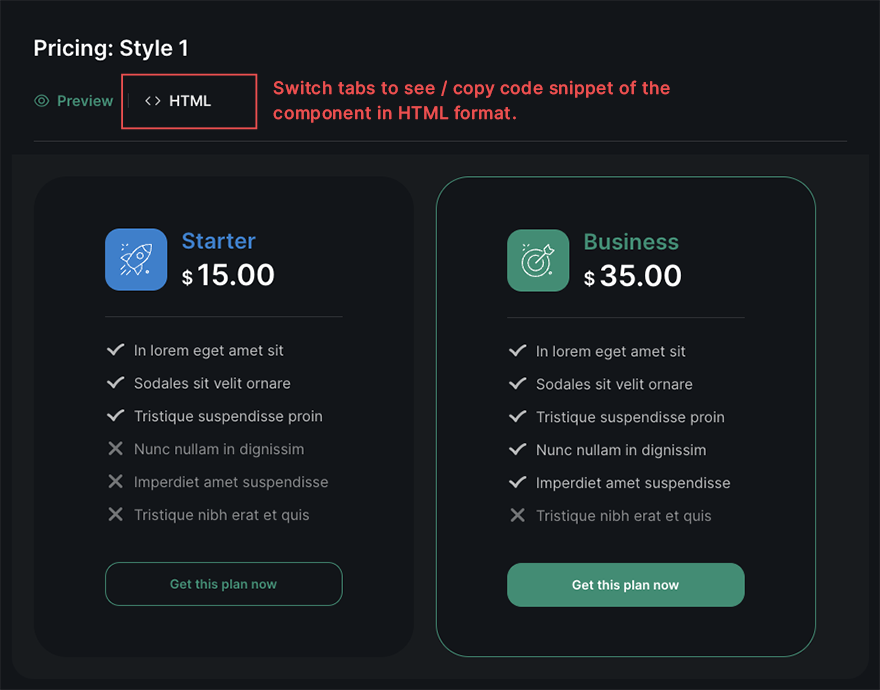 Pricing: Style 1
Preview
<> HTML
Switch tabs to see / copy code snippet of the
component in HTML format.
Starter
$ 15.00
In lorem eget amet sit
Sodales sit velit ornare
Tristique suspendisse proin
Nunc nullam in dignissim
Imperdiet amet suspendisse
Tristique nibh erat et quis
Get this plan now
Business
$ 35.00
In lorem eget amet sit
Sodales sit velit ornare
Tristique suspendisse proin
Nunc nullam in dignissim
Imperdiet amet suspendisse
Tristique nibh erat et quis
Get this plan now